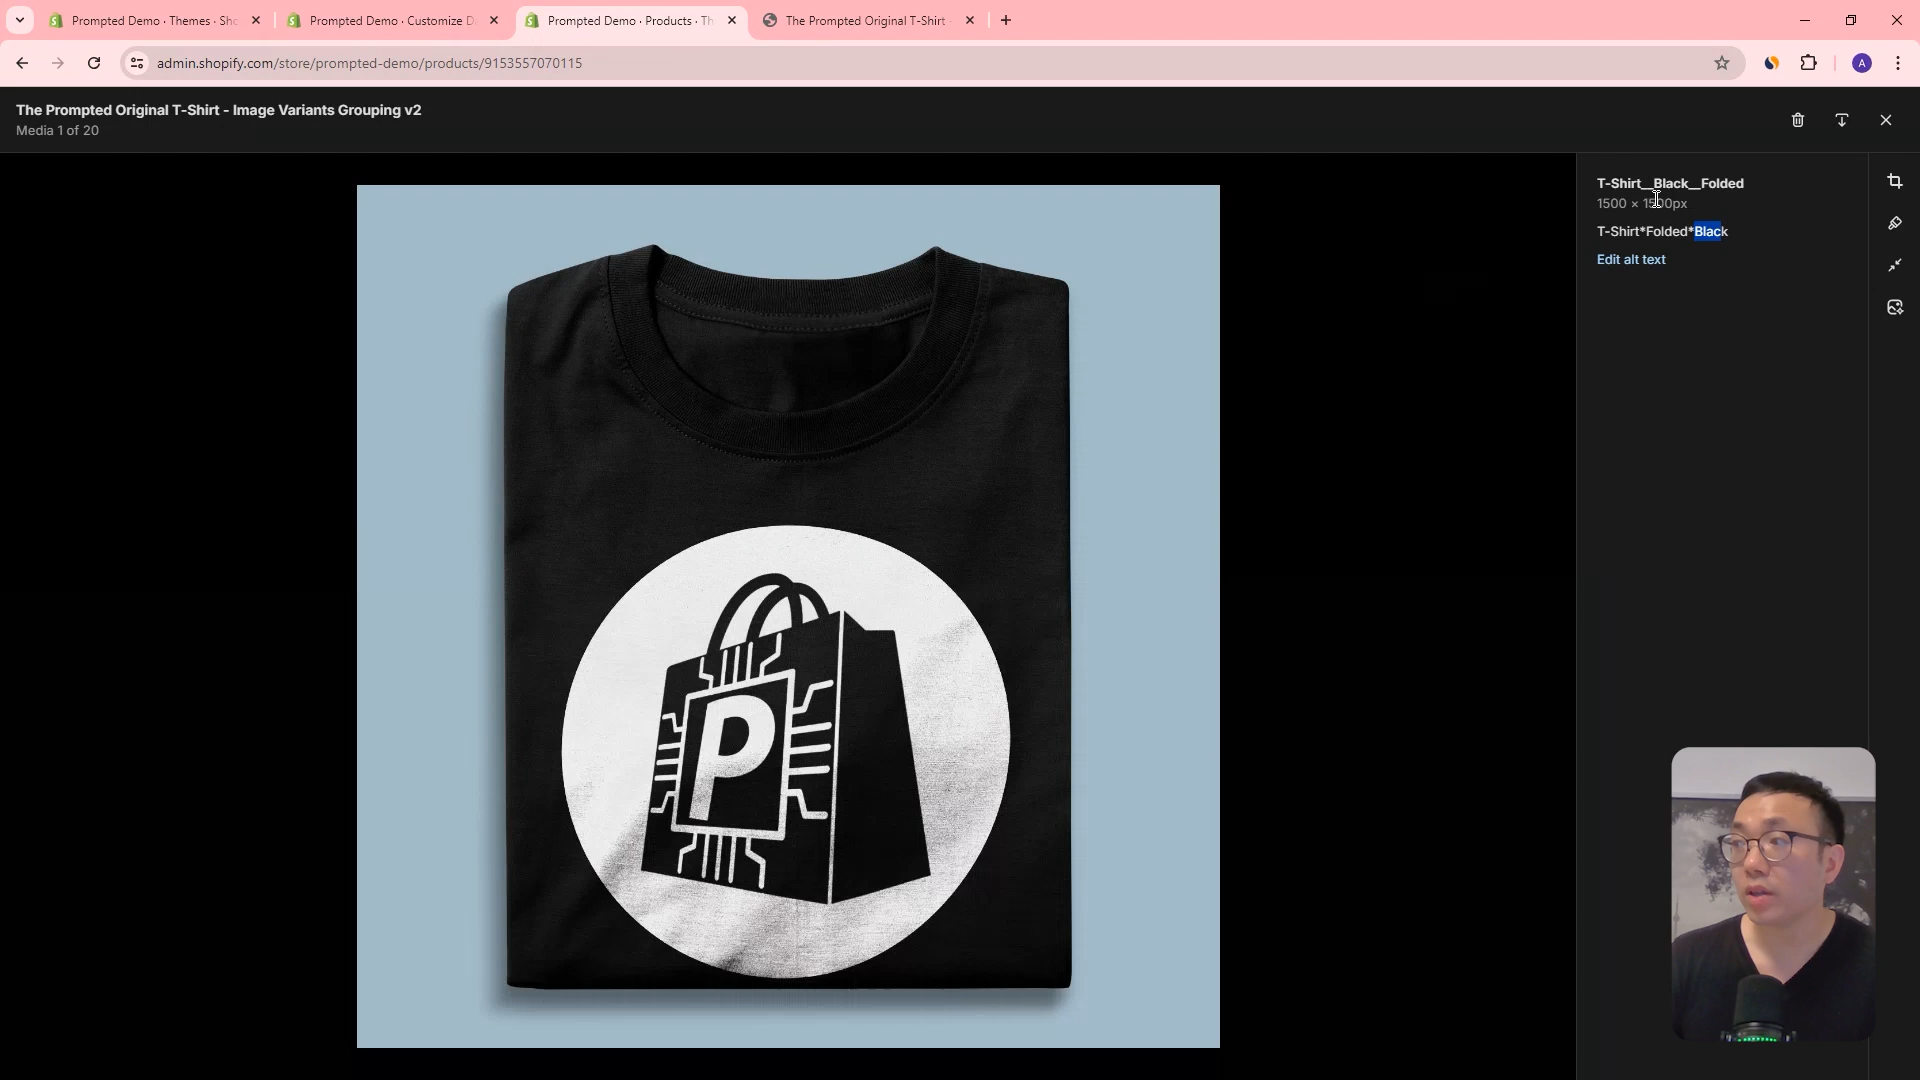 Prompted Demo · Themes · Sho
Prompted Demo · Customize D
Prompted Demo · Products · Th
The Prompted Original T-Shirt -
admin.shopify.com/store/prompted-demo/products/9153557070115
A
The Prompted Original T-Shirt - Image Variants Grouping v2
Media 1 of 20
T-Shirt__Black__Folded
1500 × 1500px
T-Shirt*Folded*Black
Edit alt text
P